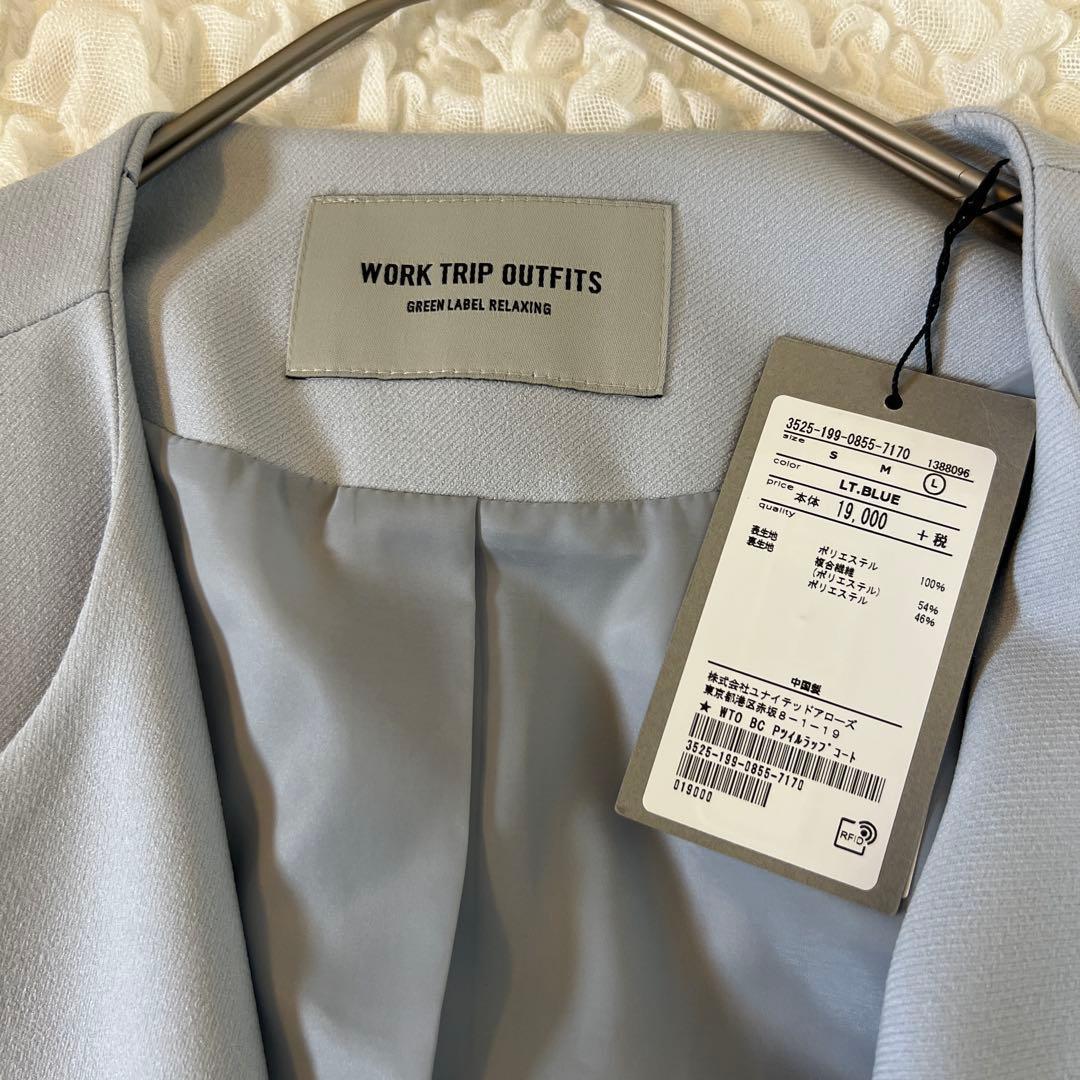 WORK TRIP OUTFITS
GREEN LABEL RELAXING
3525-199-0855-7170 1388096
size S M L
color LT.BLUE
price 本体 19,000 +税
quality
表生地 ポリエステル 100%
裏生地 複合繊維
(ポリエステル) 54%
ポリエステル 46%
中国製
株式会社ユナイテッドアローズ
東京都港区赤坂8-1-19
★ WTO BC Pツイルラップコート
3525-199-0855-7170
019000
RFID